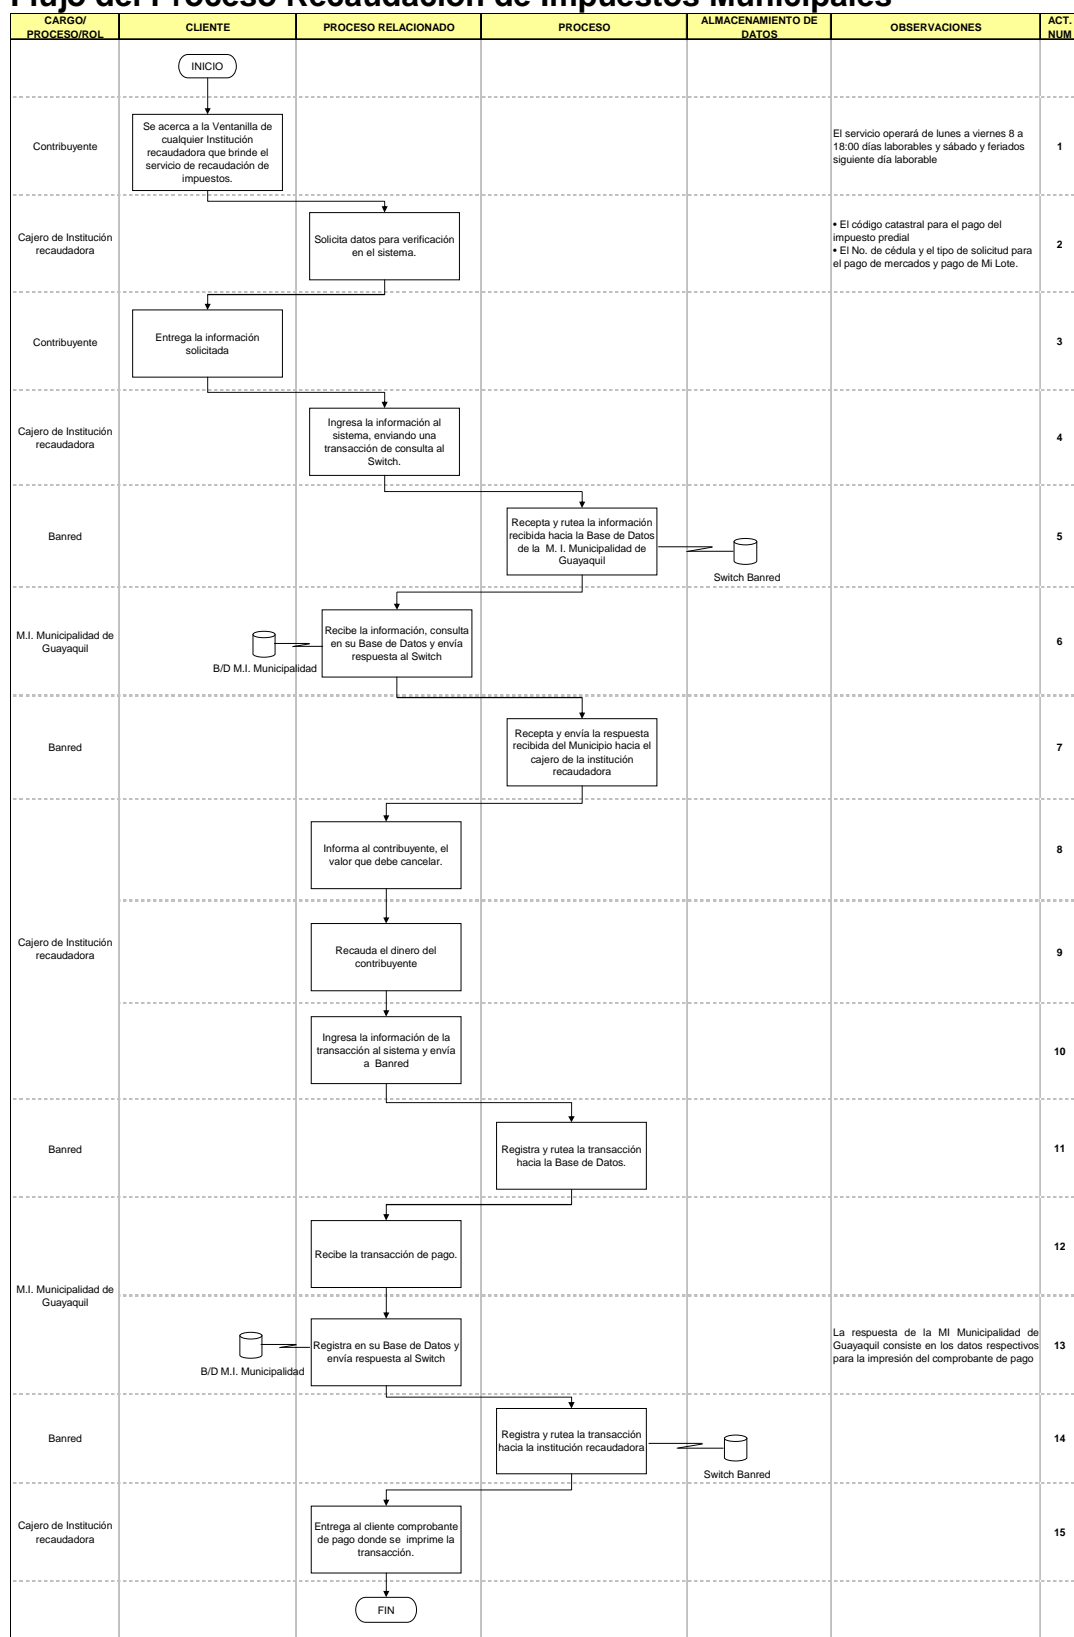 Flujo del Proceso Recaudación de Impuestos Municipales
CARGO/
PROCESO/ROL
CLIENTE
PROCESO RELACIONADO
PROCESO
ALMACENAMIENTO DE
DATOS
OBSERVACIONES
ACT.
NUM
INICIO
Contribuyente
Se acerca a la Ventanilla de
cualquier Institución
recaudadora que brinde el
servicio de recaudación de
impuestos.
El servicio operará de lunes a viernes 8 a
18:00 días laborables y sábado y feriados
siguiente día laborable
1
Cajero de Institución
recaudadora
Solicita datos para verificación
en el sistema.
• El código catastral para el pago del
impuesto predial
• El No. de cédula y el tipo de solicitud para
el pago de mercados y pago de Mi Lote.
2
Contribuyente
Entrega la información
solicitada
3
Cajero de Institución
recaudadora
Ingresa la información al
sistema, enviando una
transacción de consulta al
Switch.
4
Banred
Recepta y rutea la información
recibida hacia la Base de Datos
de la M. I. Municipalidad de
Guayaquil
Switch Banred
5
M.I. Municipalidad de
Guayaquil
B/D M.I. Municipalidad
Recibe la información, consulta
en su Base de Datos y envía
respuesta al Switch
6
Banred
Recepta y envía la respuesta
recibida del Municipio hacia el
cajero de la institución
recaudadora
7
Informa al contribuyente, el
valor que debe cancelar.
8
Cajero de Institución
recaudadora
Recauda el dinero del
contribuyente
9
Ingresa la información de la
transacción al sistema y envía
a Banred
10
Banred
Registra y rutea la transacción
hacia la Base de Datos.
11
Recibe la transacción de pago.
12
M.I. Municipalidad de
Guayaquil
B/D M.I. Municipalidad
Registra en su Base de Datos y
envía respuesta al Switch
La respuesta de la MI Municipalidad de
Guayaquil consiste en los datos respectivos
para la impresión del comprobante de pago
13
Banred
Registra y rutea la transacción
hacia la institución recaudadora
Switch Banred
14
Cajero de Institución
recaudadora
Entrega al cliente comprobante
de pago donde se imprime la
transacción.
15
FIN